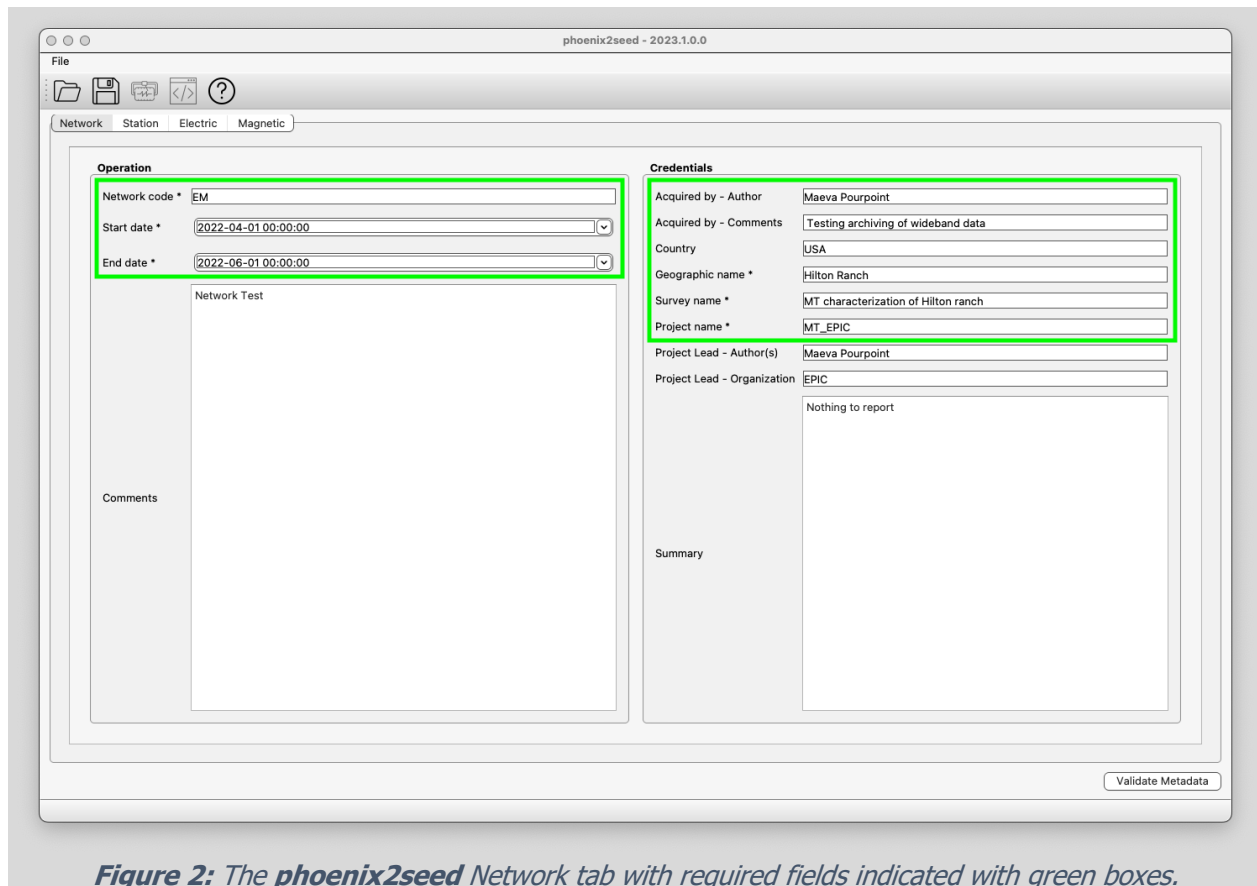 phoenix2seed - 2023.1.0.0
File
Network Station Electric Magnetic
Operation
Network code * EM
Start date * 2022-04-01 00:00:00
End date * 2022-06-01 00:00:00
Network Test
Comments
Credentials
Acquired by - Author Maeva Pourpoint
Acquired by - Comments Testing archiving of wideband data
Country USA
Geographic name * Hilton Ranch
Survey name * MT characterization of Hilton ranch
Project name * MT_EPIC
Project Lead - Author(s) Maeva Pourpoint
Project Lead - Organization EPIC
Nothing to report
Summary
Validate Metadata
Figure 2: The phoenix2seed Network tab with required fields indicated with green boxes.